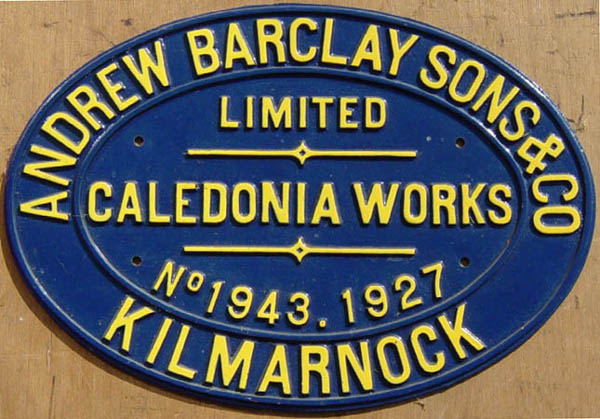 ANDREW BARCLAY SONS & CO
LIMITED
CALEDONIA WORKS
No 1943. 1927
KILMARNOCK